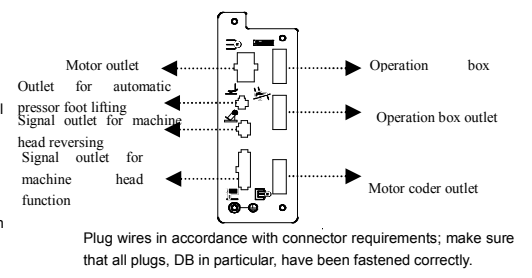 Motor outlet
Outlet for automatic
pressor foot lifting
Signal outlet for machine
head reversing
Signal outlet for
machine head
function
Operation box
Operation box outlet
Motor coder outlet
Plug wires in accordance with connector requirements; make sure
that all plugs, DB in particular, have been fastened correctly.